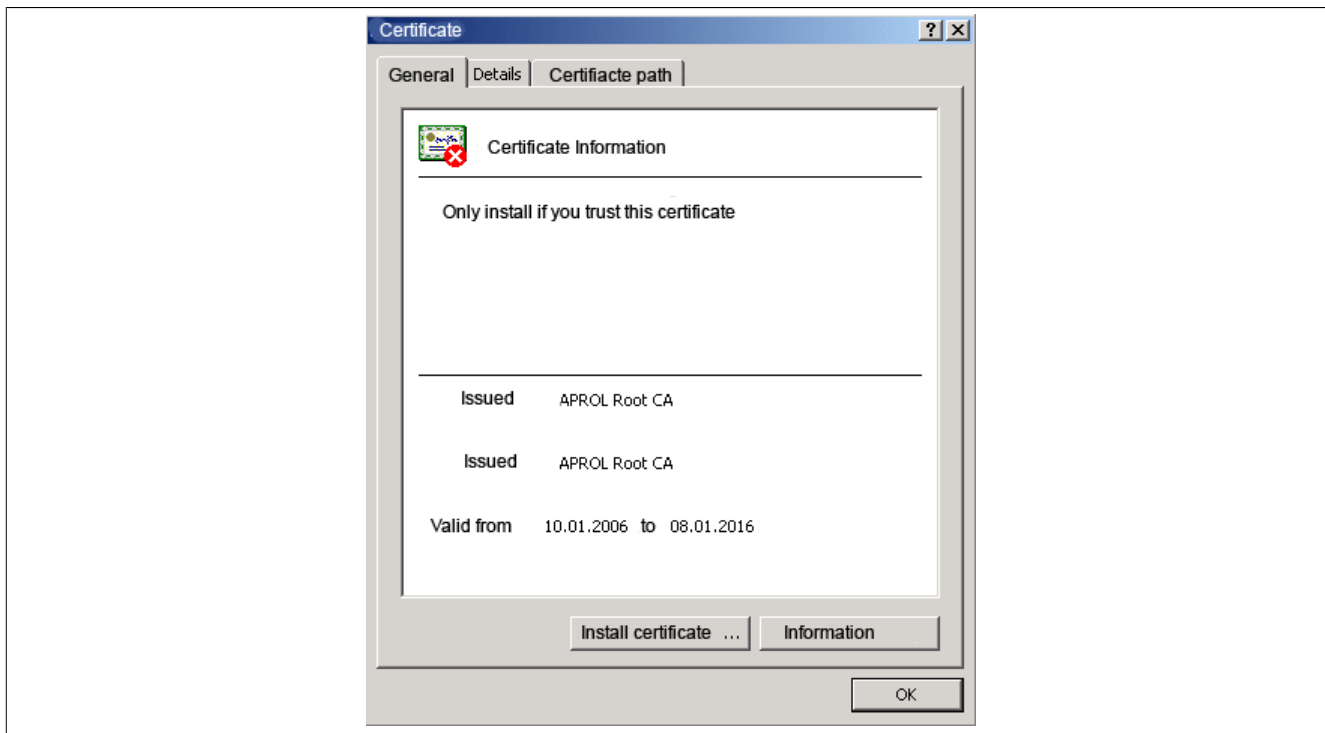 Certificate
General Details Certifiacte path
Certificate Information
Only install if you trust this certificate
Issued APROL Root CA
Issued APROL Root CA
Valid from 10.01.2006 to 08.01.2016
Install certificate ... Information
OK